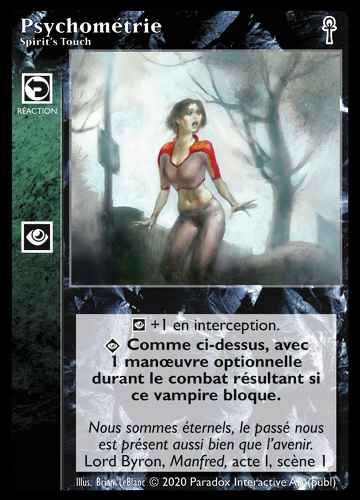 Psychométrie
Spirit's Touch
RÉACTION
+1 en interception.
Comme ci-dessus, avec
1 manœuvre optionnelle
durant le combat résultant si
ce vampire bloque.
Nous sommes éternels, le passé nous
est présent aussi bien que l'avenir.
Lord Byron, Manfred, acte I, scène 1
Illus. Brian LeBlanc © 2020 Paradox Interactive AB (publ)